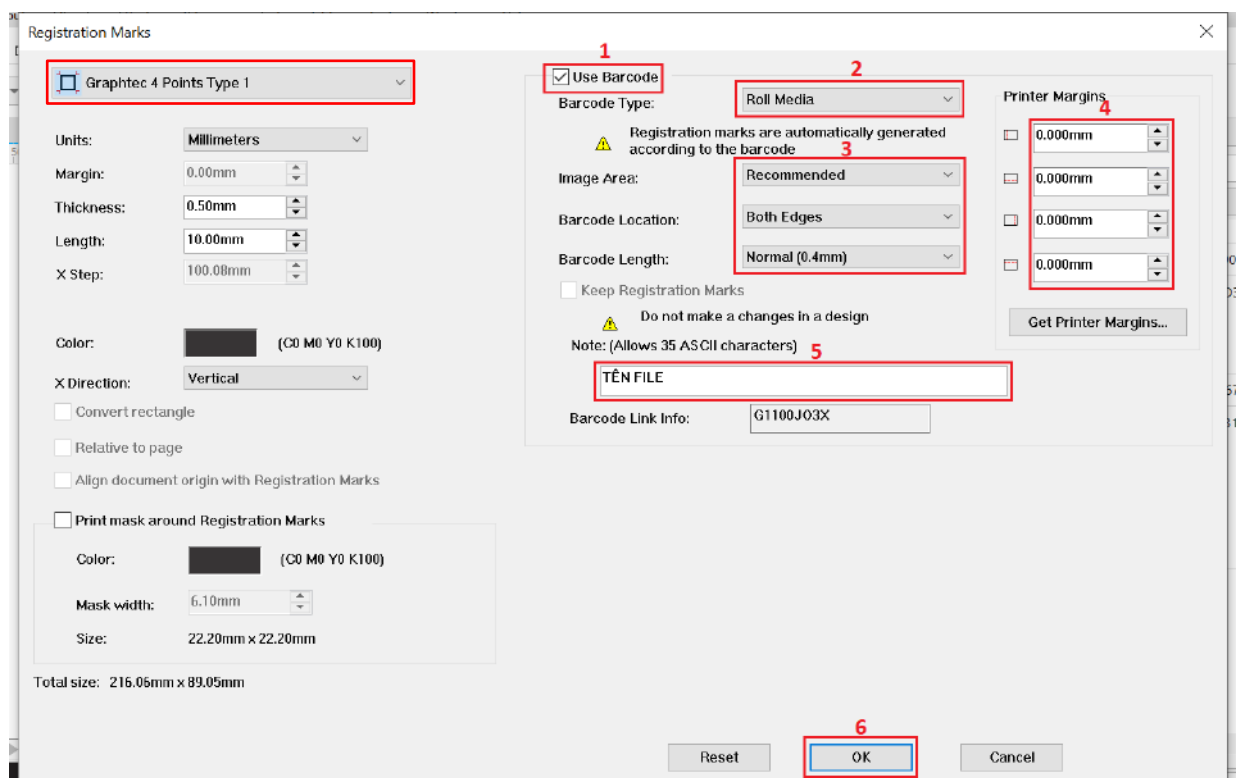 Registration Marks
Graphtec 4 Points Type 1
Units:
Millimeters
Margin:
0.00mm
Thickness:
0.50mm
Length:
10.00mm
X Step:
100.08mm
Color:
(C0 M0 Y0 K100)
X Direction:
Vertical
Convert rectangle
Relative to page
Align document origin with Registration Marks
Print mask around Registration Marks
Color:
(C0 M0 Y0 K100)
Mask width:
6.10mm
Size:
22.20mm x 22.20mm
Total size: 216.06mm x 89.05mm
1
Use Barcode
2
Barcode Type:
Roll Media
Registration marks are automatically generated
according to the barcode
3
Image Area:
Recommended
Barcode Location:
Both Edges
Barcode Length:
Normal (0.4mm)
Keep Registration Marks
Do not make a changes in a design
Note: (Allows 35 ASCII characters)
5
TÊN FILE
Barcode Link Info:
G1100JO3X
Printer Margins
4
0.000mm
0.000mm
0.000mm
0.000mm
Get Printer Margins...
6
Reset
OK
Cancel